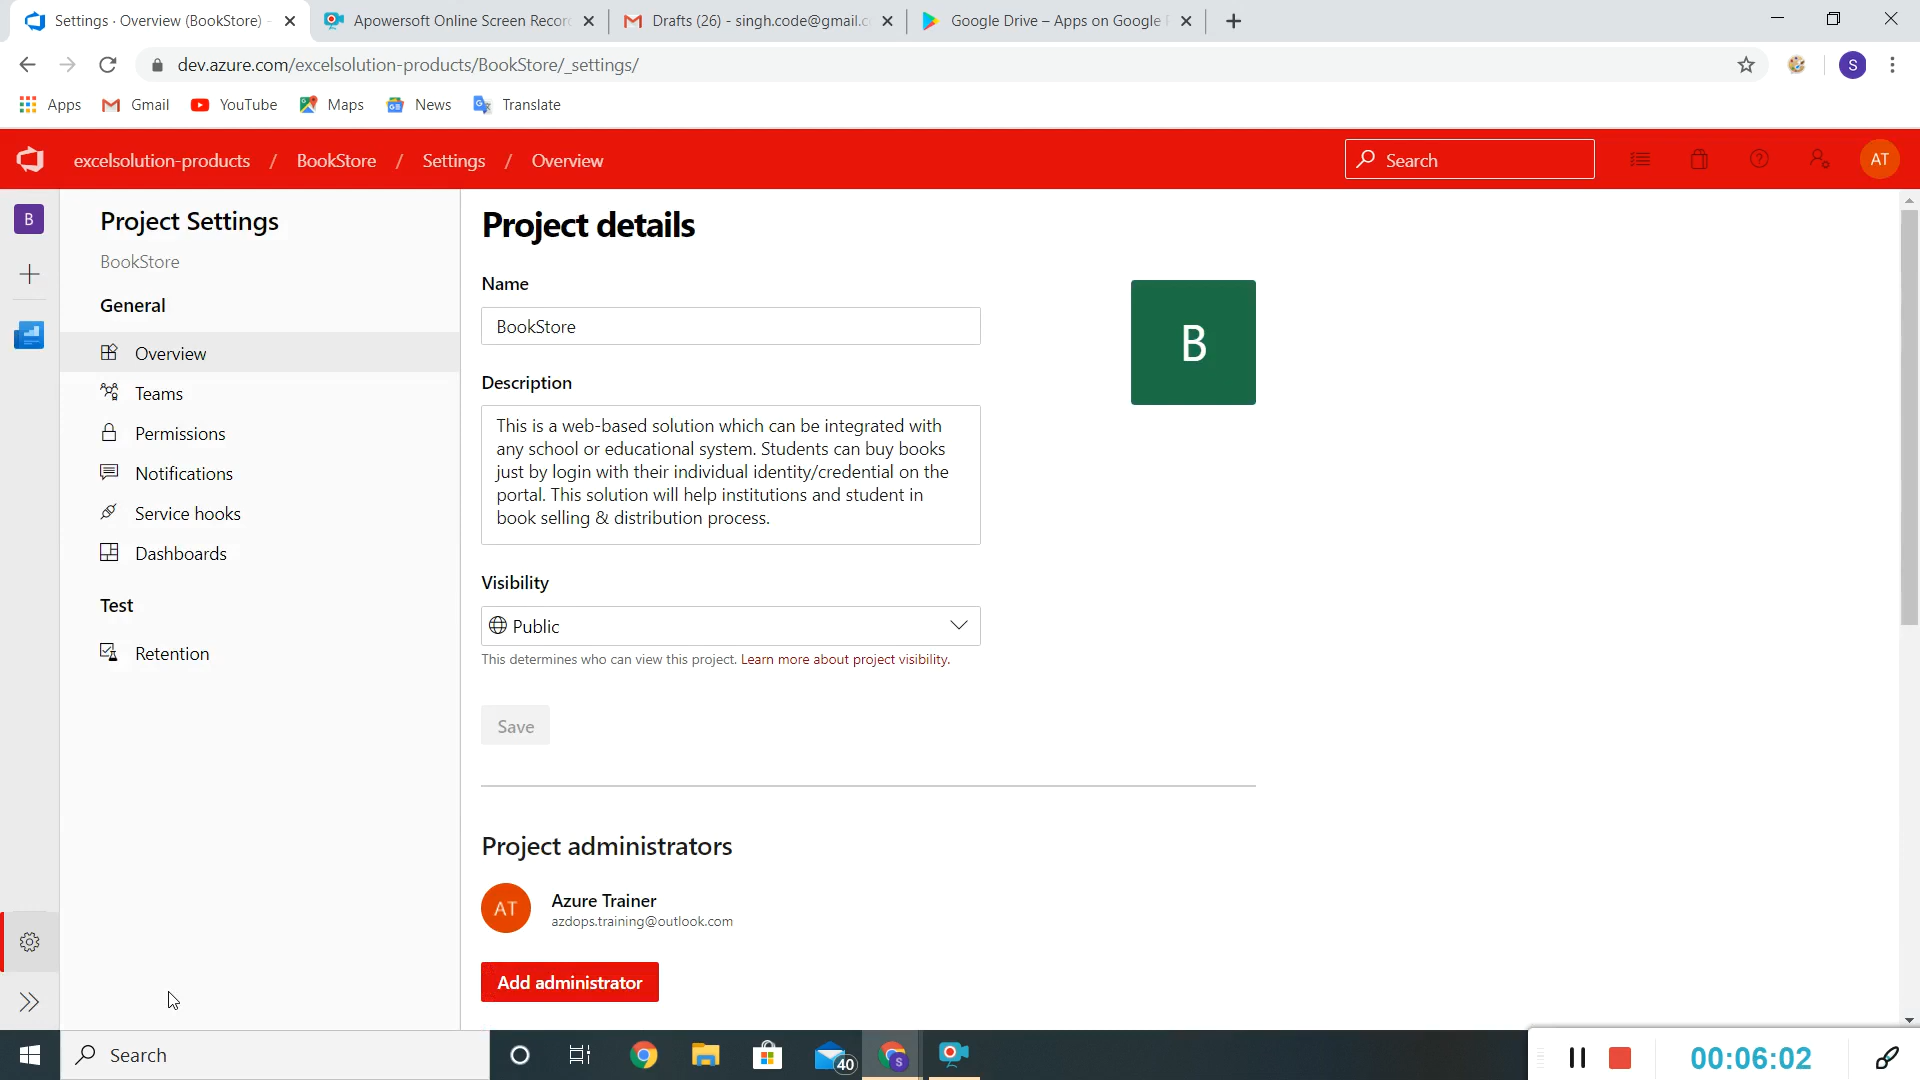 Settings · Overview (BookStore) -
Apowersoft Online Screen Recor
Drafts (26) - singh.code@gmail.c
Google Drive – Apps on Google P
dev.azure.com/excelsolution-products/BookStore/_settings/
S
Apps
Gmail
YouTube
Maps
News
Translate
excelsolution-products / BookStore / Settings / Overview
Search
AT
B
Project Settings
BookStore
General
Overview
Teams
Permissions
Notifications
Service hooks
Dashboards
Test
Retention
Project details
Name
BookStore
B
Description
This is a web-based solution which can be integrated with
any school or educational system. Students can buy books
just by login with their individual identity/credential on the
portal. This solution will help institutions and student in
book selling & distribution process.
Visibility
Public
This determines who can view this project. Learn more about project visibility.
Save
Project administrators
AT
Azure Trainer
azdops.training@outlook.com
Add administrator
Search
40
S
00:06:02